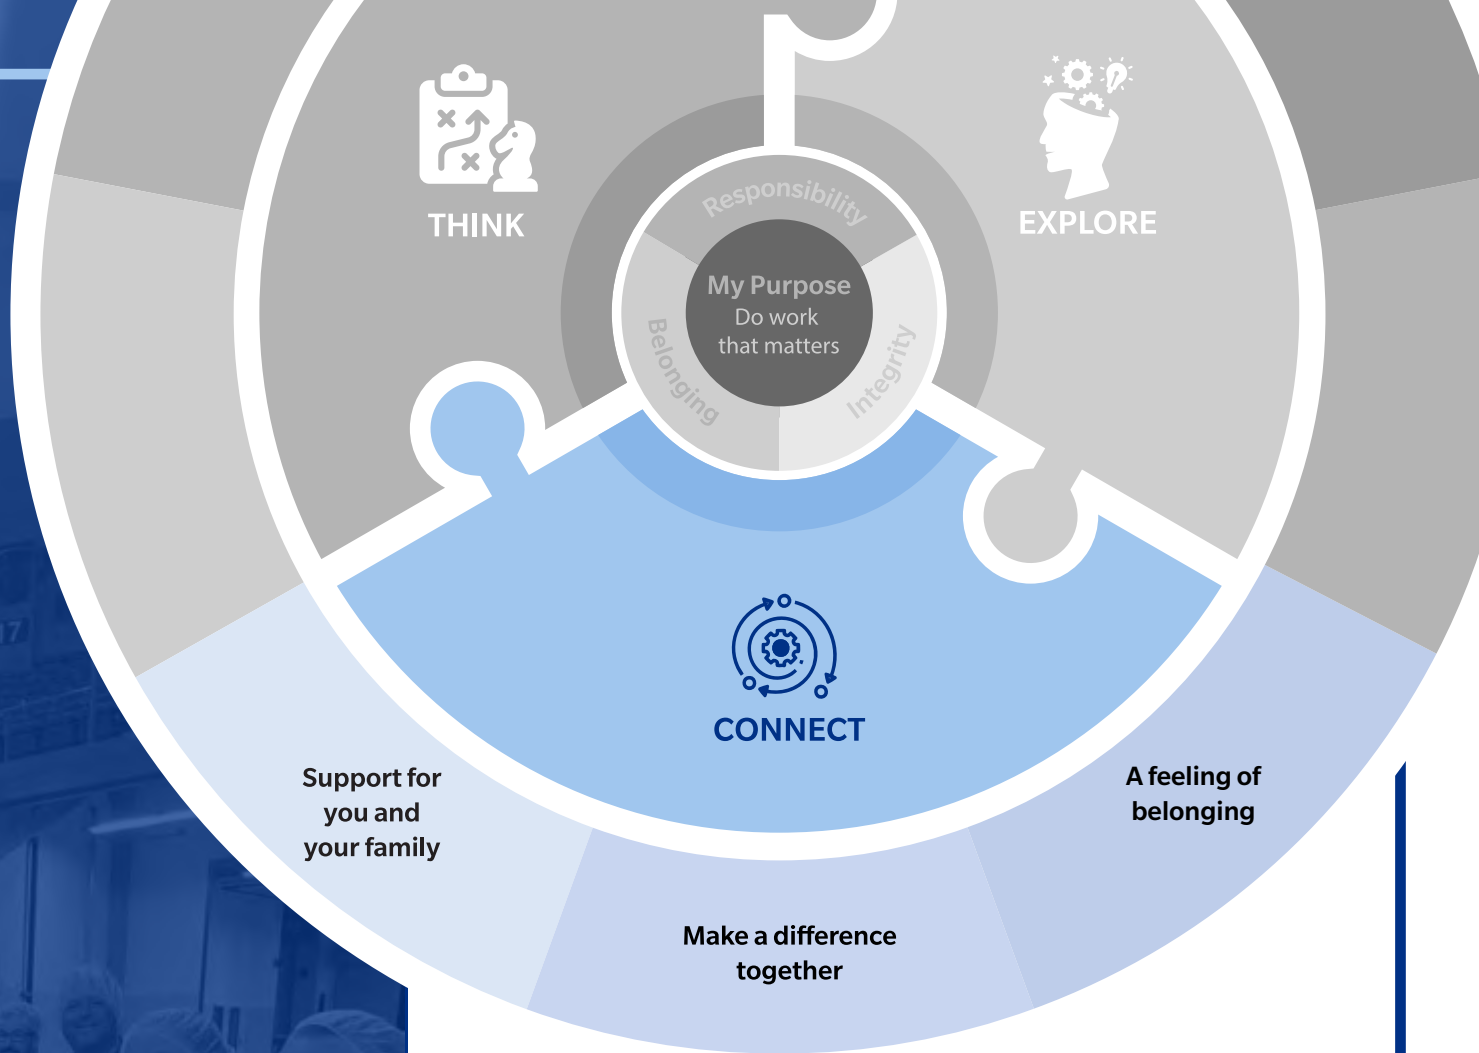 THINK
EXPLORE
Responsibility
My Purpose
Do work
that matters
Belonging
Integrity
CONNECT
Support for
you and
your family
A feeling of
belonging
Make a difference
together